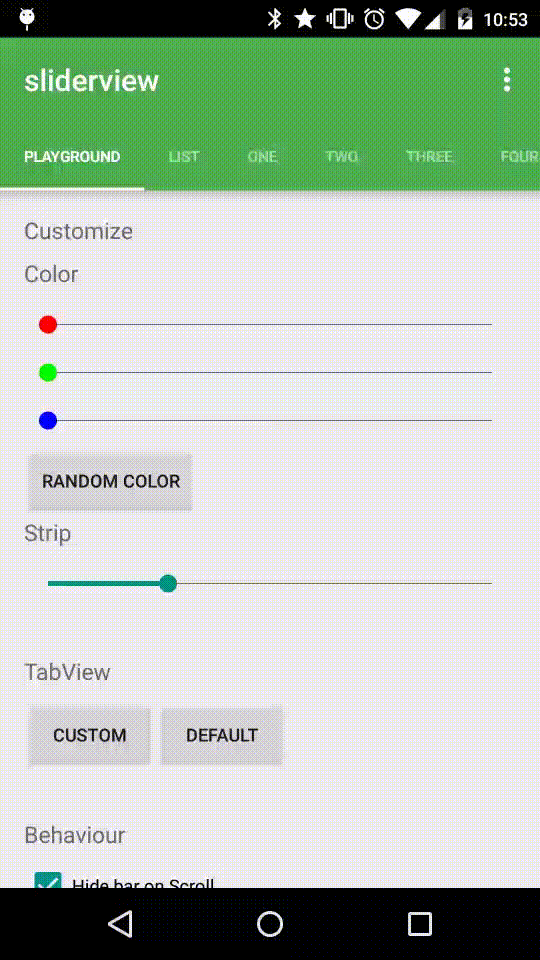 10:53
sliderview
PLAYGROUND LIST ONE TWO THREE FOUR
Customize
Color
RANDOM COLOR
Strip
TabView
CUSTOM DEFAULT
Behaviour
Hide bar on Scroll